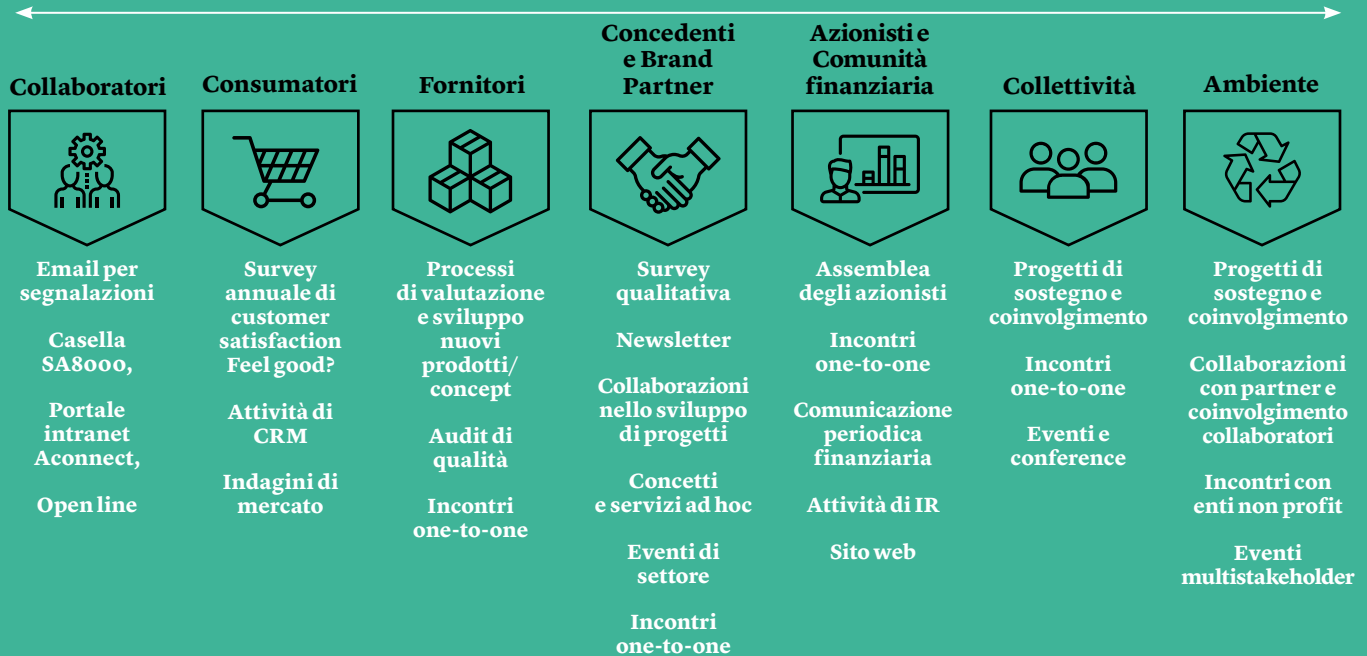 Collaboratori
Email per
segnalazioni
Casella
SA8000,
Portale
intranet
Aconnect,
Open line
Consumatori
Survey
annuale di
customer
satisfaction
Feel good?
Attività di
CRM
Indagini di
mercato
Fornitori
Processi
di valutazione
e sviluppo
nuovi
prodotti/
concept
Audit di
qualità
Incontri
one-to-one
Concedenti
e Brand
Partner
Survey
qualitativa
Newsletter
Collaborazioni
nello sviluppo
di progetti
Concetti
e servizi ad hoc
Eventi di
settore
Incontri
one-to-one
Azionisti e
Comunità
finanziaria
Assemblea
degli azionisti
Incontri
one-to-one
Comunicazione
periodica
finanziaria
Attività di IR
Sito web
Collettività
Progetti di
sostegno e
coinvolgimento
Incontri
one-to-one
Eventi e
conference
Ambiente
Progetti di
sostegno e
coinvolgimento
Collaborazioni
con partner e
coinvolgimento
collaboratori
Incontri con
enti non profit
Eventi
multistakeholder